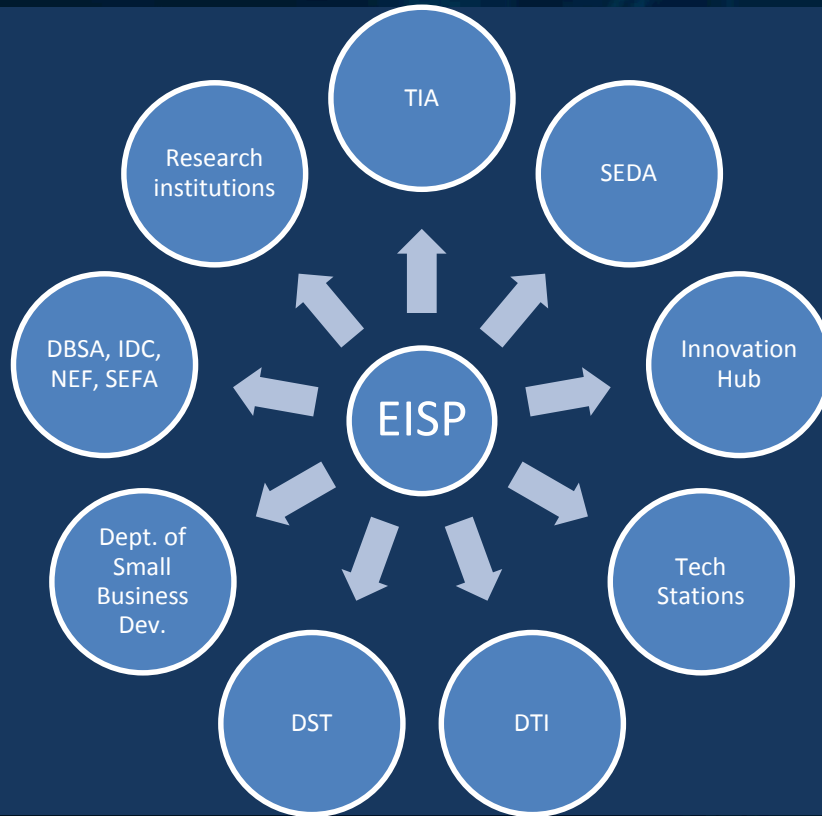 TIA
SEDA
Innovation
Hub
Tech
Stations
DTI
DST
Dept. of
Small
Business
Dev.
DBSA, IDC,
NEF, SEFA
Research
institutions
EISP